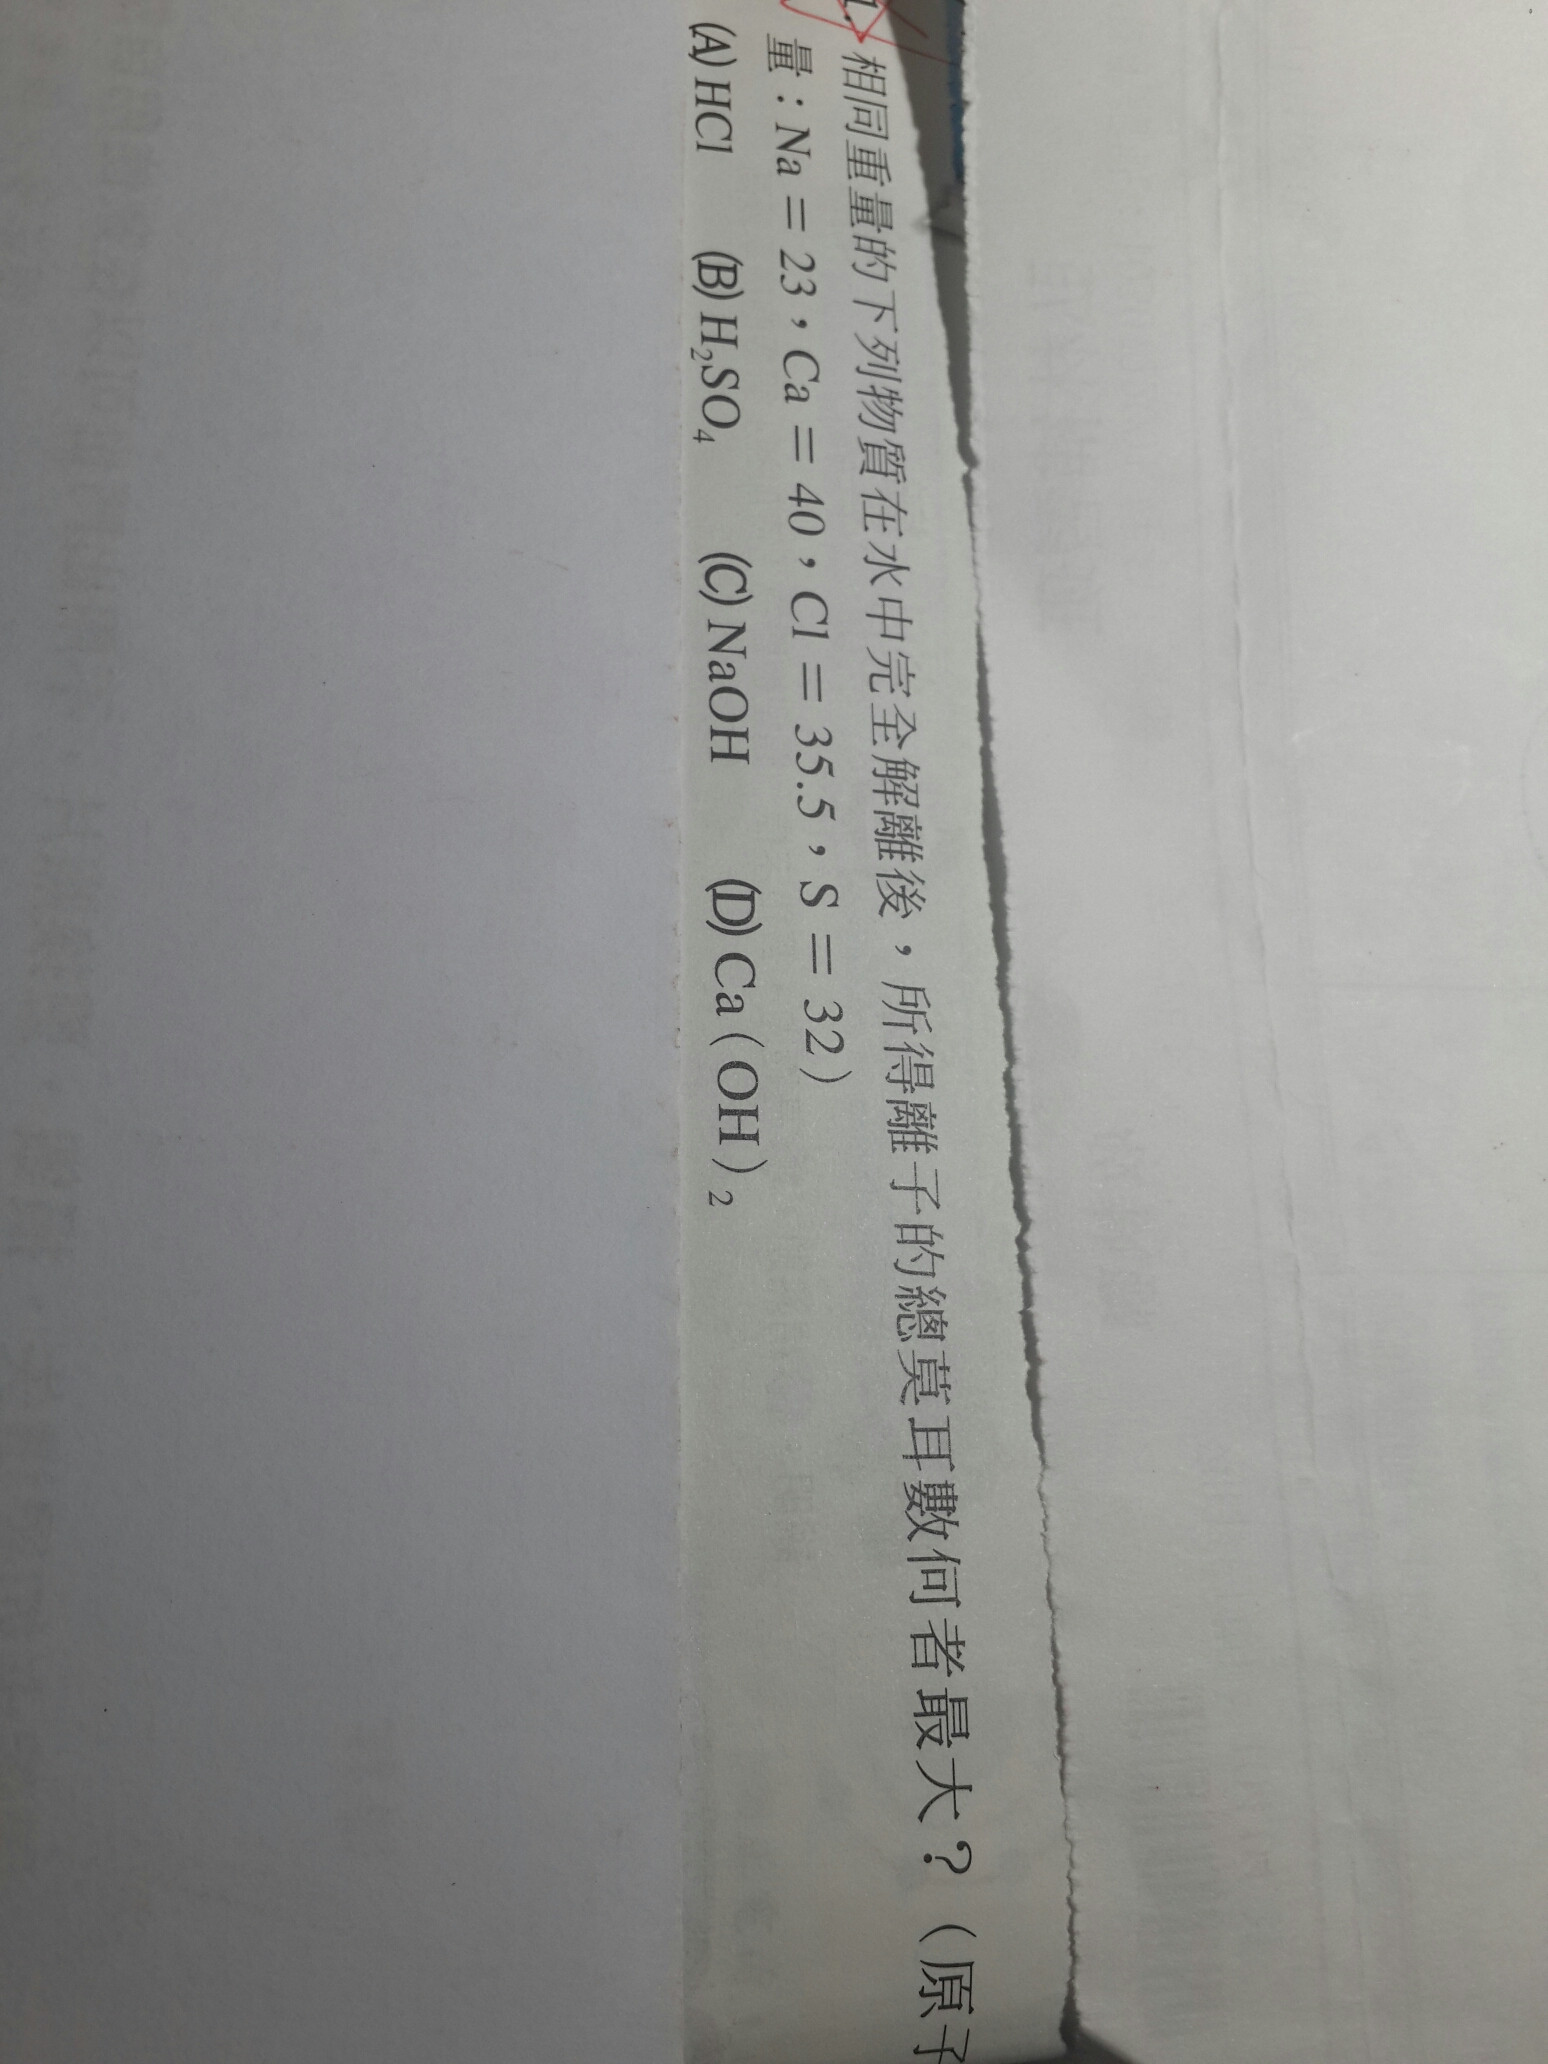 1. 相同重量的下列物質在水中完全解離後，所得離子的總莫耳數何者最大？（原子
量：Na＝23，Ca＝40，Cl＝35.5，S＝32）
(A) HCl (B) H₂SO₄ (C) NaOH (D) Ca(OH)₂